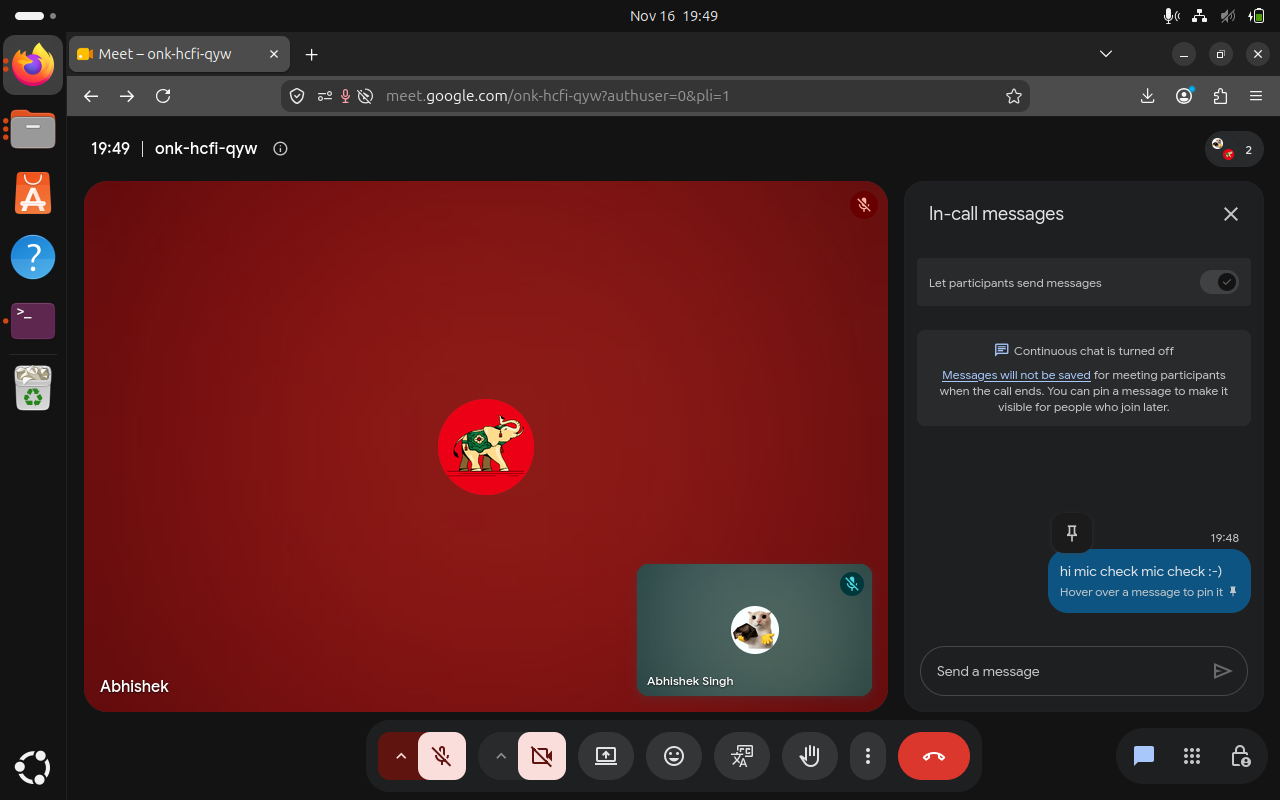 Nov 16 19:49
Meet – onk-hcfi-qyw
meet.google.com/onk-hcfi-qyw?authuser=0&pli=1
19:49 | onk-hcfi-qyw
2
In-call messages
Let participants send messages
Continuous chat is turned off
Messages will not be saved for meeting participants
when the call ends. You can pin a message to make it
visible for people who join later.
19:48
hi mic check mic check :-)
Hover over a message to pin it
Abhishek Singh
Abhishek
Send a message